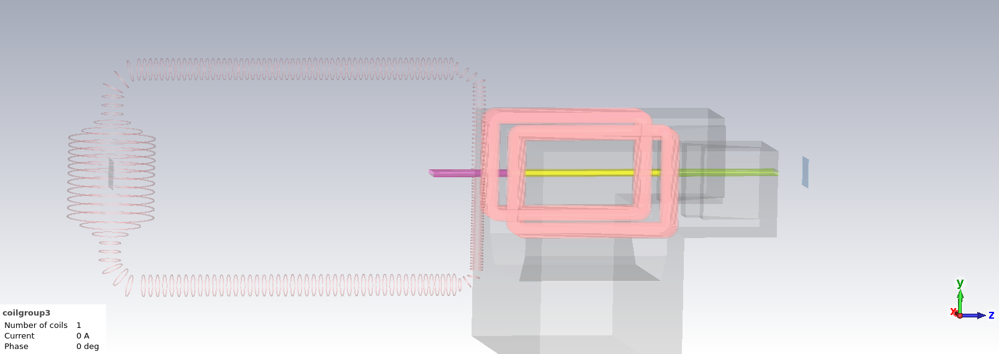 coilgroup3
Number of coils 1
Current 0 A
Phase 0 deg
y
x
z